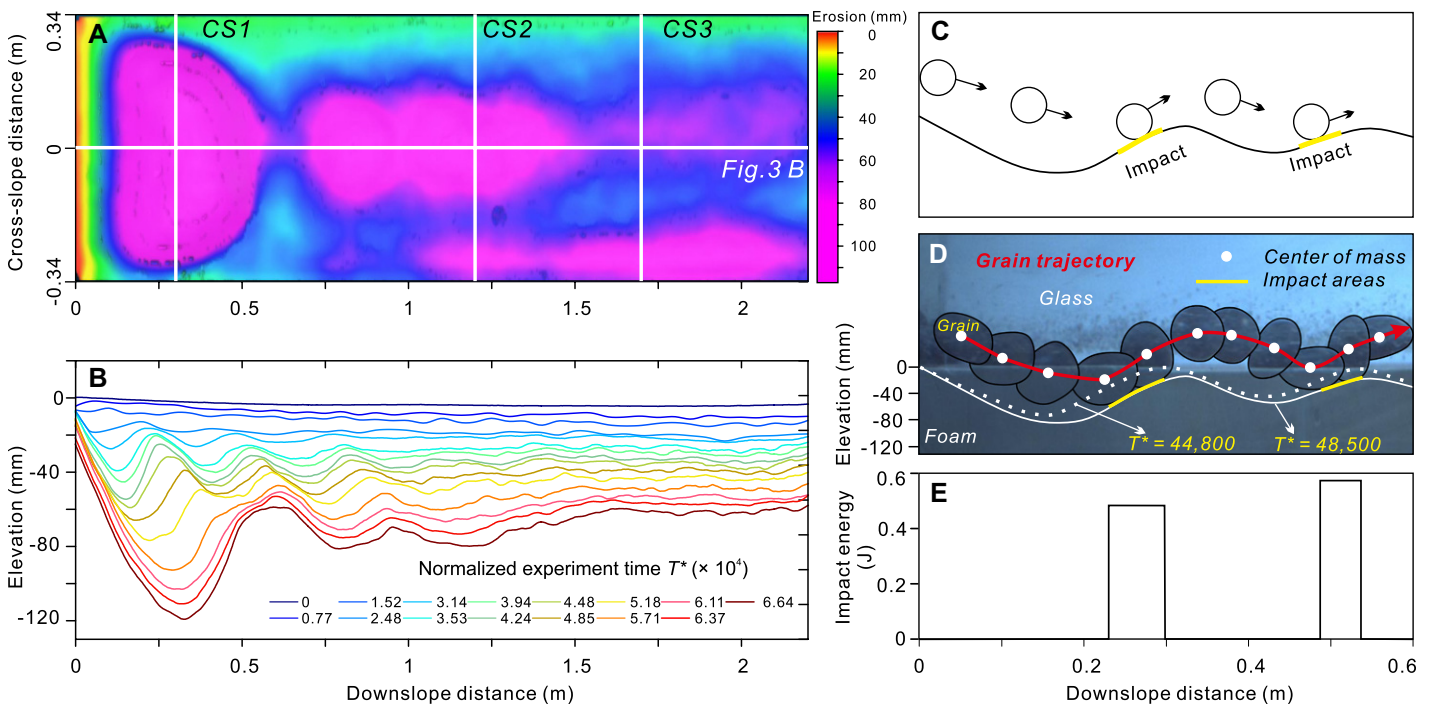 A
CS1
CS2
CS3
Fig.3 B
Cross-slope distance (m)
0.34
0
-0.34
0
0.5
1
1.5
2
Erosion (mm)
0
20
40
60
80
100
B
Elevation (mm)
0
-40
-80
-120
Normalized experiment time T* (× 10⁴)
0 1.52 3.14 3.94 4.48 5.18 6.11 6.64
0.77 2.48 3.53 4.24 4.85 5.71 6.37
0
0.5
1
1.5
2
Downslope distance (m)
C
Impact
Impact
D
Grain trajectory
Center of mass
Impact areas
Glass
Grain
Foam
T* = 44,800
T* = 48,500
Elevation (mm)
0
-40
-80
-120
E
Impact energy
(J)
0.6
0.4
0.2
0
0
0.2
0.4
0.6
Downslope distance (m)